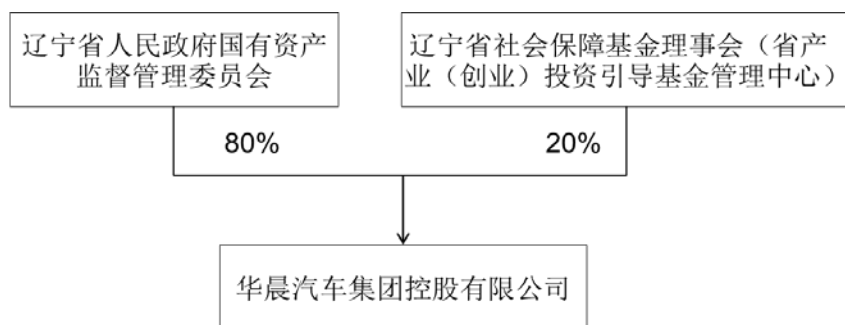 辽宁省人民政府国有资产
监督管理委员会
辽宁省社会保障基金理事会（省产
业（创业）投资引导基金管理中心）
80%
20%
华晨汽车集团控股有限公司